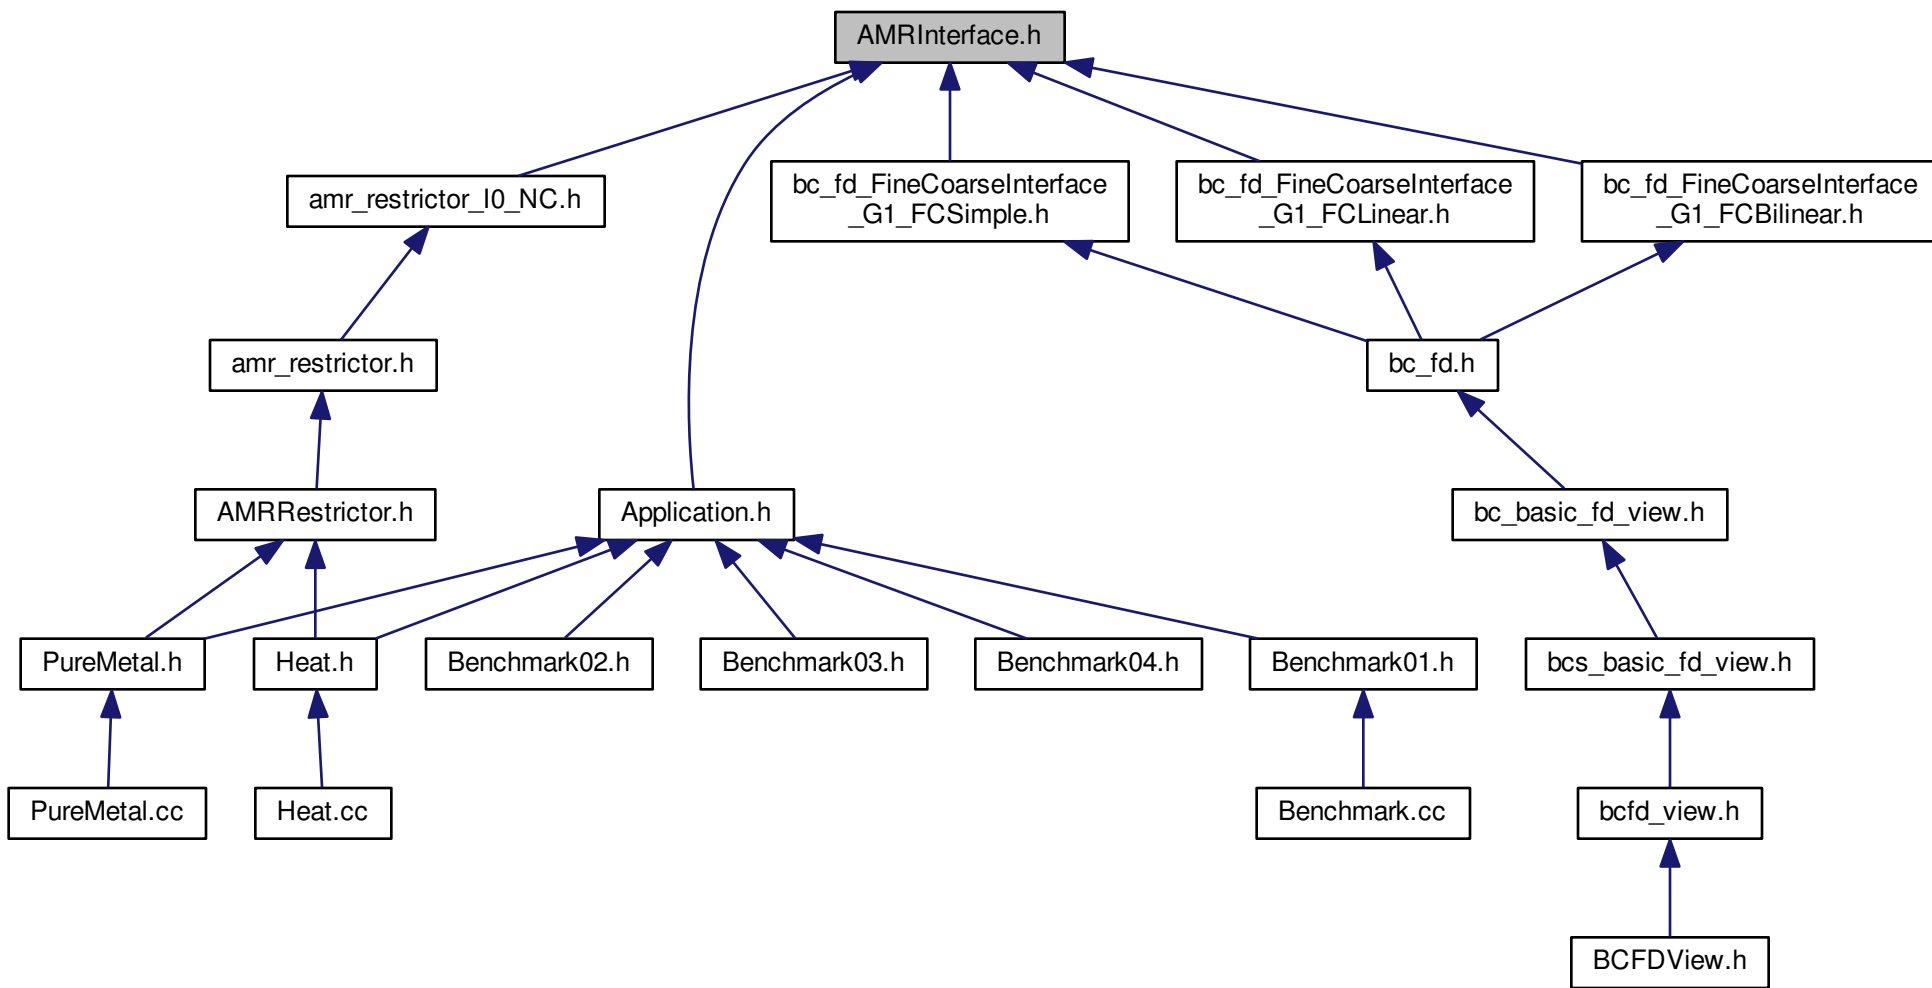 AMRInterface.h
amr_restrictor_I0_NC.h
bc_fd_FineCoarseInterface
_G1_FCSimple.h
bc_fd_FineCoarseInterface
_G1_FCLinear.h
bc_fd_FineCoarseInterface
_G1_FCBilinear.h
amr_restrictor.h
bc_fd.h
AMRRestrictor.h
Application.h
bc_basic_fd_view.h
PureMetal.h
Heat.h
Benchmark02.h
Benchmark03.h
Benchmark04.h
Benchmark01.h
bcs_basic_fd_view.h
PureMetal.cc
Heat.cc
Benchmark.cc
bcfd_view.h
BCFDView.h